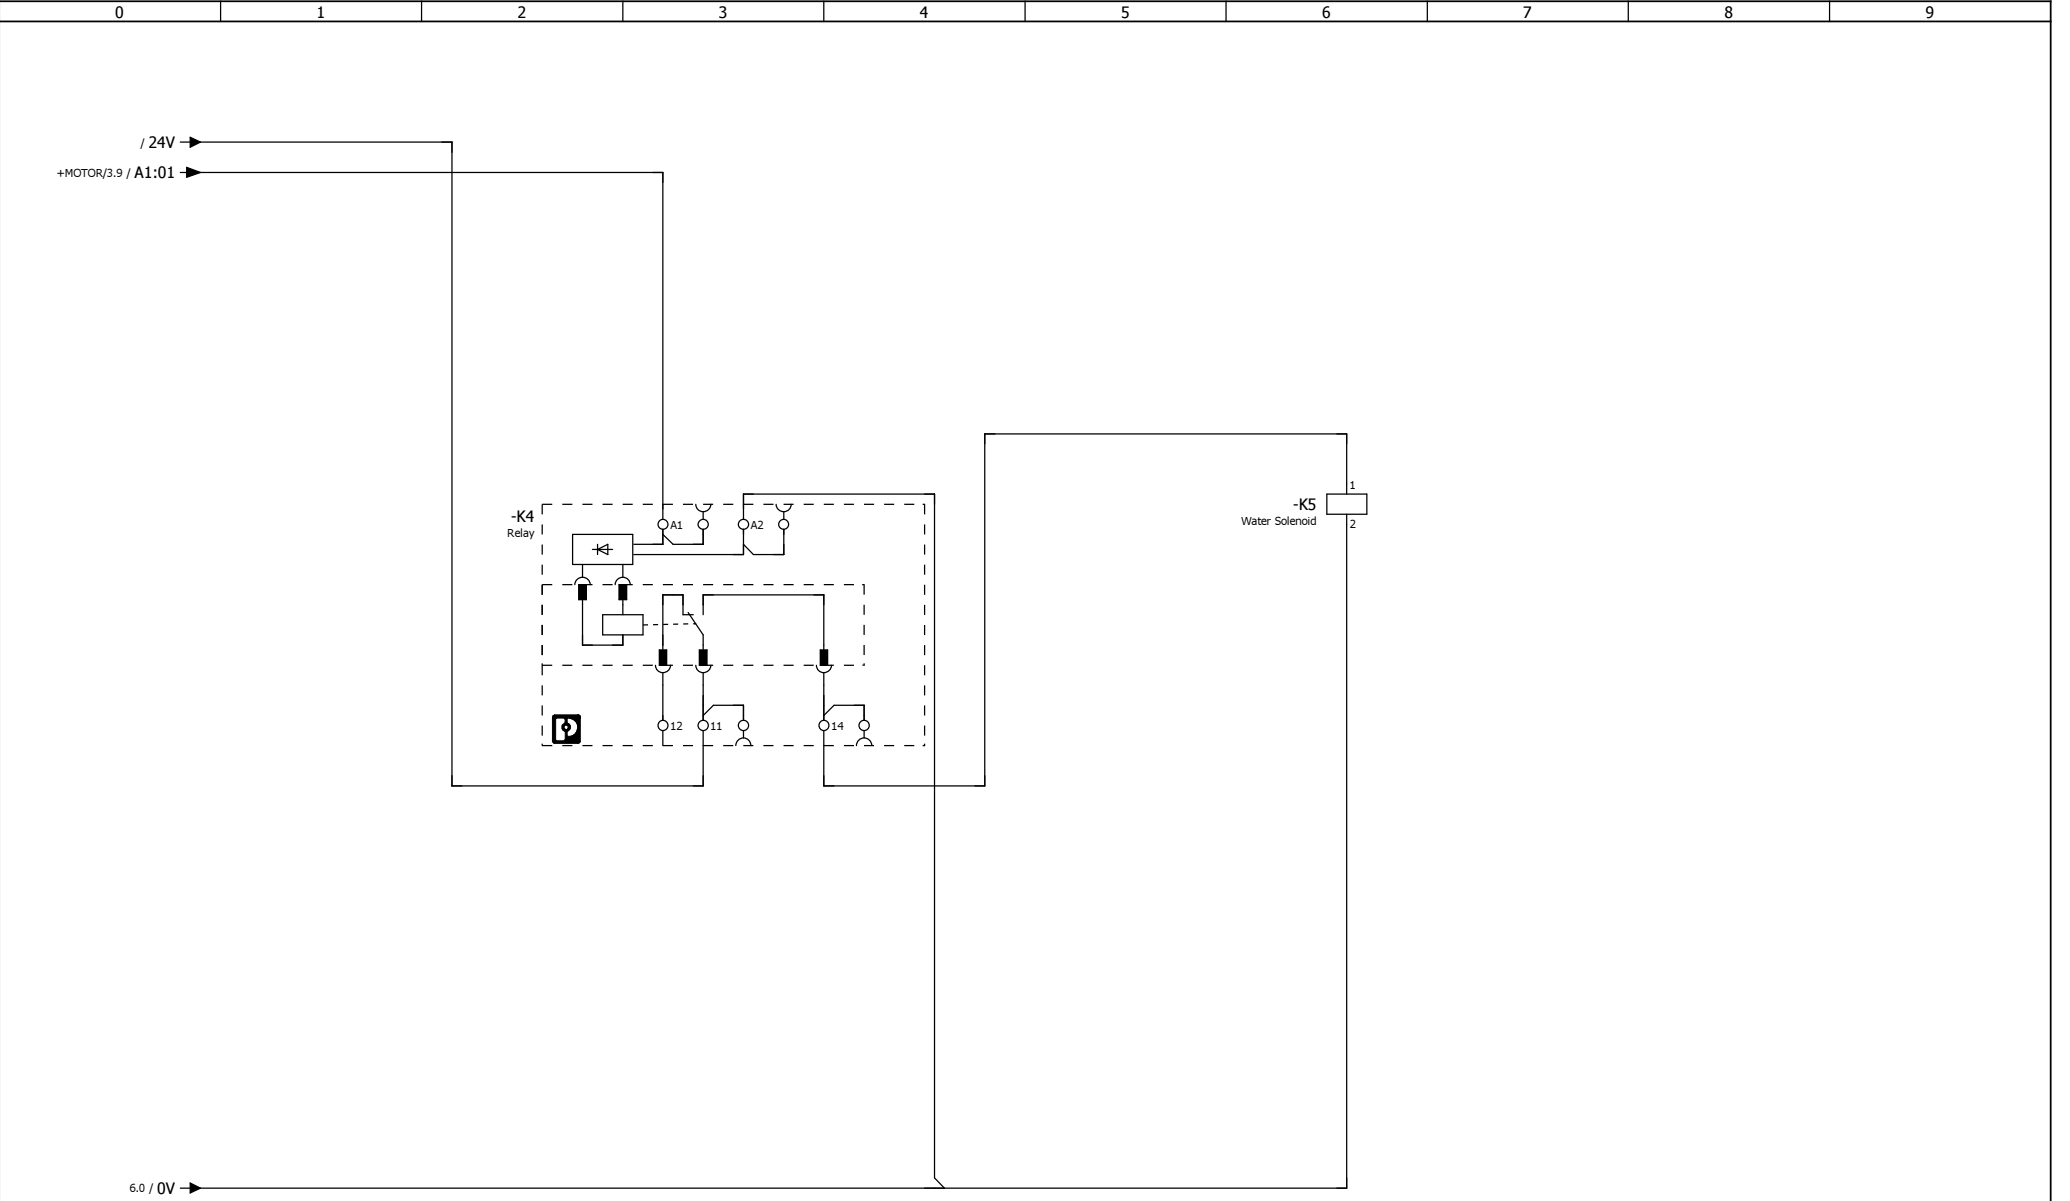 0 1 2 3 4 5 6 7 8 9
/ 24V
+MOTOR/3.9 / A1:01
1
-K5
Water Solenoid
2
-K4
Relay
A1 A2
12 11 14
6.0 / 0V